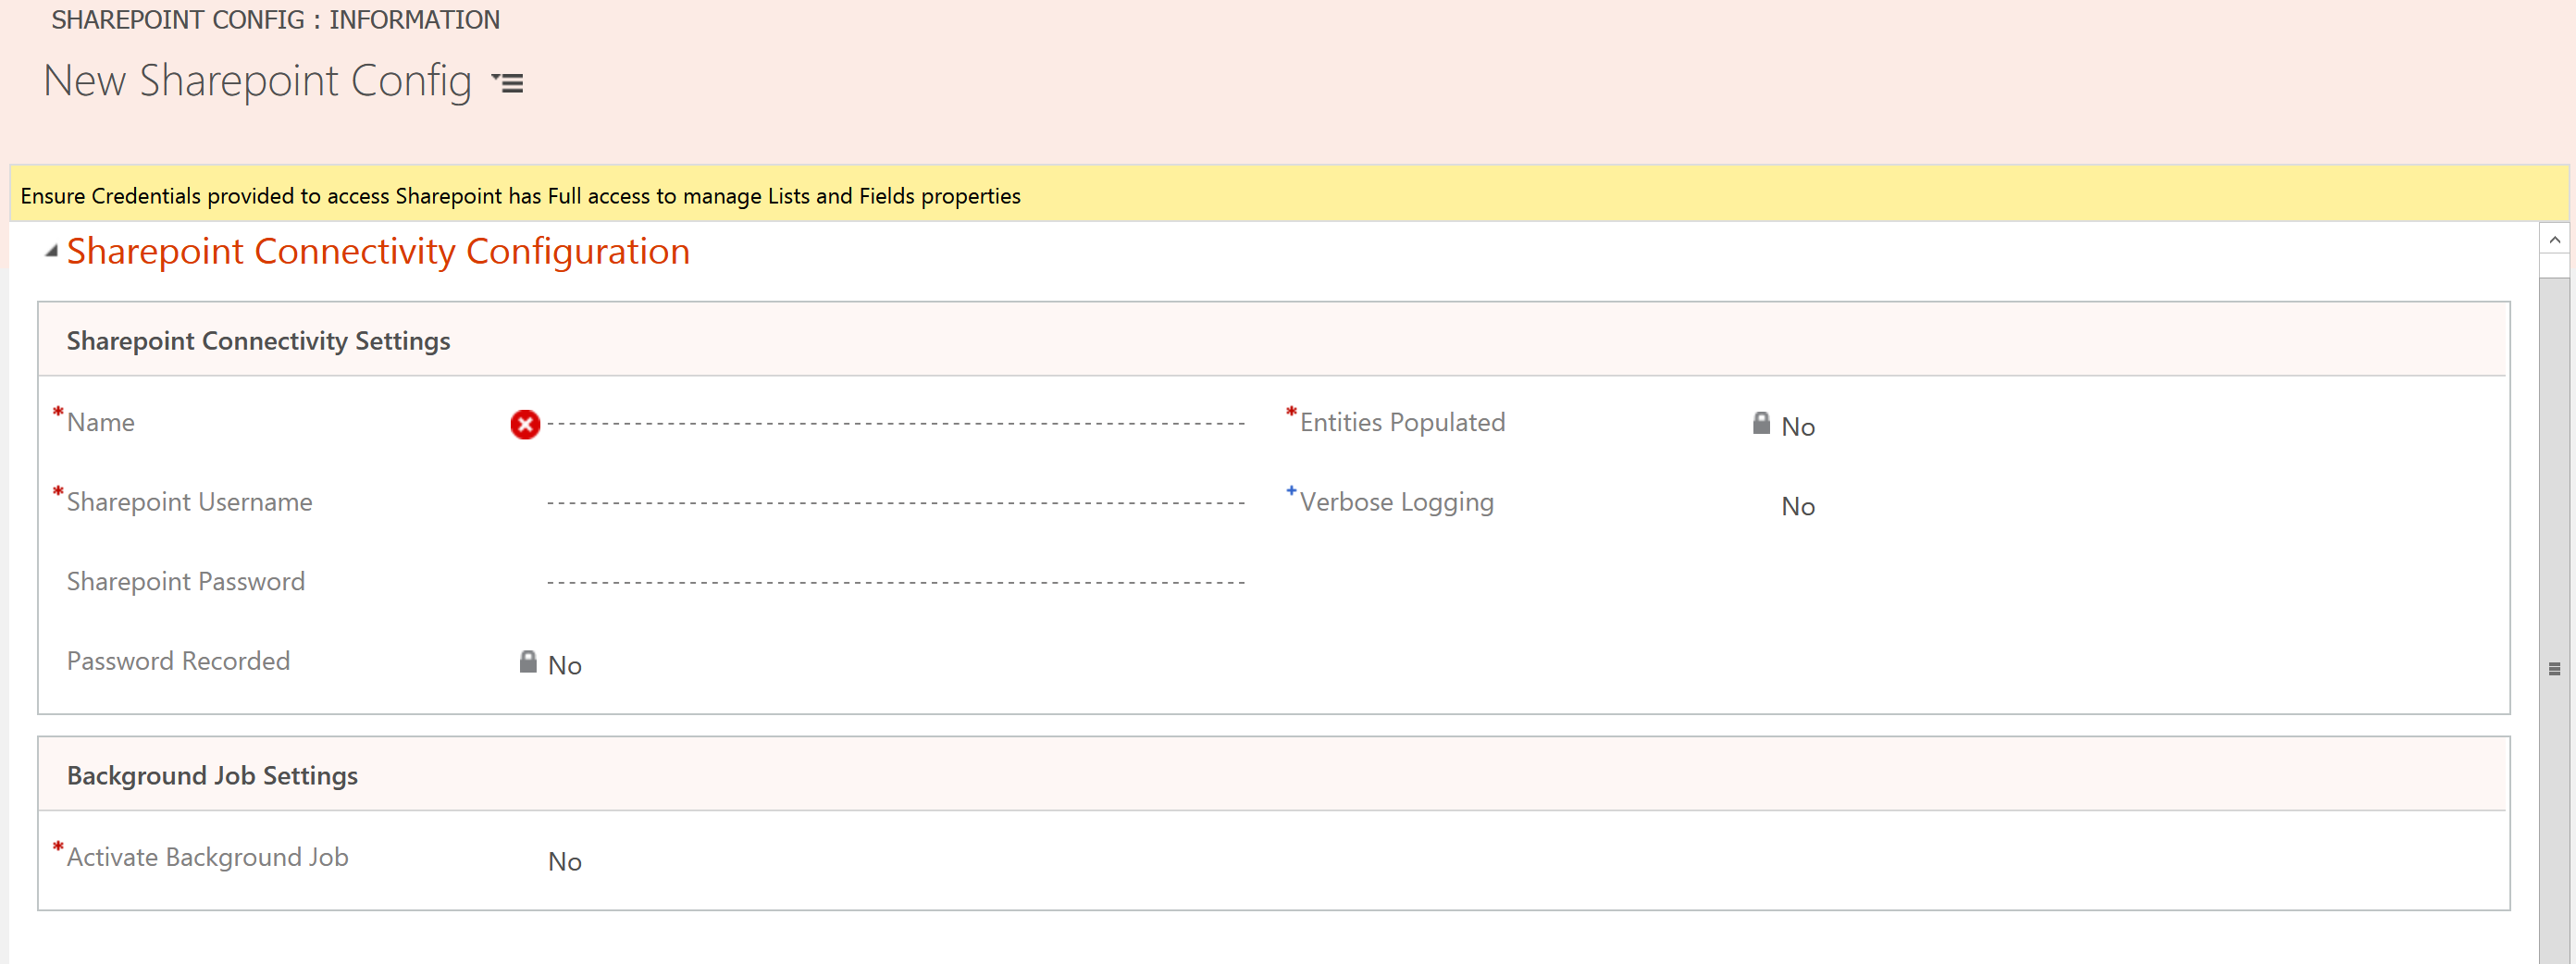 SHAREPOINT CONFIG : INFORMATION
New Sharepoint Config
Ensure Credentials provided to access Sharepoint has Full access to manage Lists and Fields properties
Sharepoint Connectivity Configuration
Sharepoint Connectivity Settings
*Name
*Entities Populated No
*Sharepoint Username
+Verbose Logging No
Sharepoint Password
Password Recorded No
Background Job Settings
*Activate Background Job No